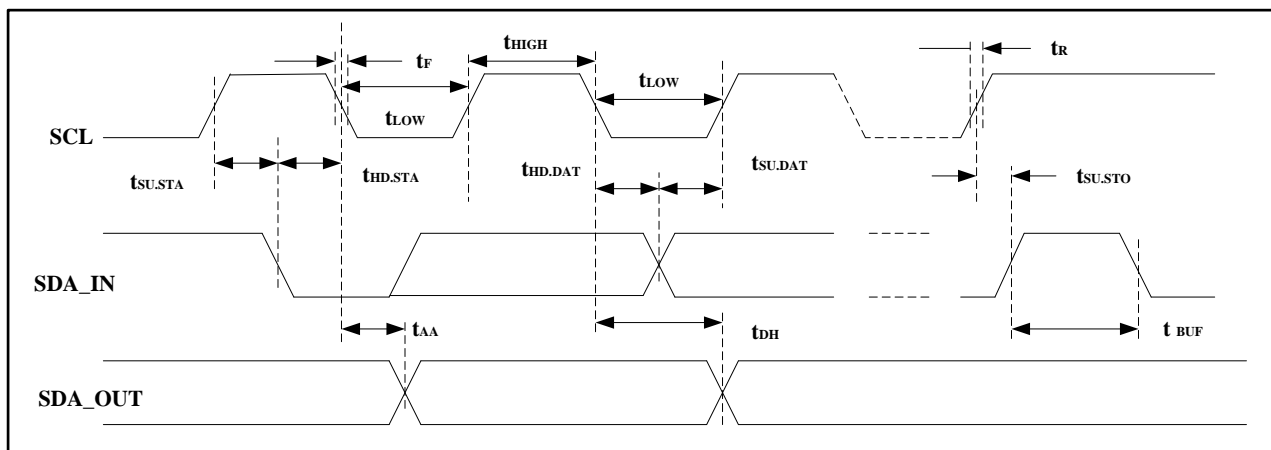 tHIGH
tF
tR
tLOW
tLOW
SCL
tSU.STA
tHD.STA
tHD.DAT
tSU.DAT
tSU.STO
SDA_IN
tAA
tDH
t BUF
SDA_OUT